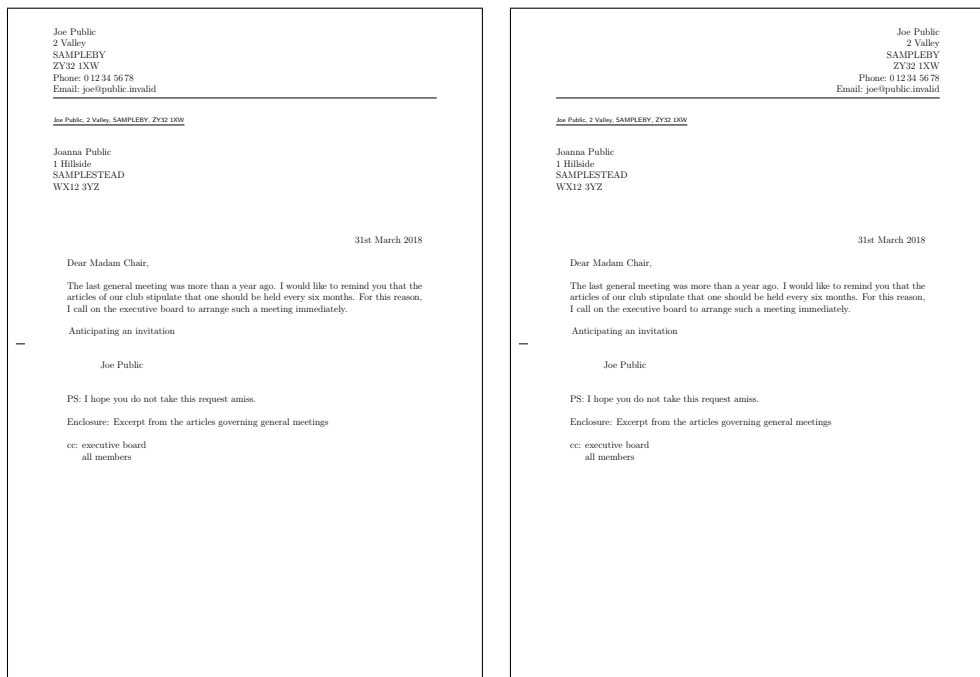 Joe Public
2 Valley
SAMPLEBY
ZY32 1XW
Phone: 0 12 34 56 78
Email: joe@public.invalid
Joe Public, 2 Valley, SAMPLEBY, ZY32 1XW
Joanna Public
1 Hillside
SAMPLESTEAD
WX12 3YZ
31st March 2018
Dear Madam Chair,
The last general meeting was more than a year ago. I would like to remind you that the
articles of our club stipulate that one should be held every six months. For this reason,
I call on the executive board to arrange such a meeting immediately.
Anticipating an invitation
Joe Public
PS: I hope you do not take this request amiss.
Enclosure: Excerpt from the articles governing general meetings
cc: executive board
all members
Joe Public
2 Valley
SAMPLEBY
ZY32 1XW
Phone: 0 12 34 56 78
Email: joe@public.invalid
Joe Public, 2 Valley, SAMPLEBY, ZY32 1XW
Joanna Public
1 Hillside
SAMPLESTEAD
WX12 3YZ
31st March 2018
Dear Madam Chair,
The last general meeting was more than a year ago. I would like to remind you that the
articles of our club stipulate that one should be held every six months. For this reason,
I call on the executive board to arrange such a meeting immediately.
Anticipating an invitation
Joe Public
PS: I hope you do not take this request amiss.
Enclosure: Excerpt from the articles governing general meetings
cc: executive board
all members